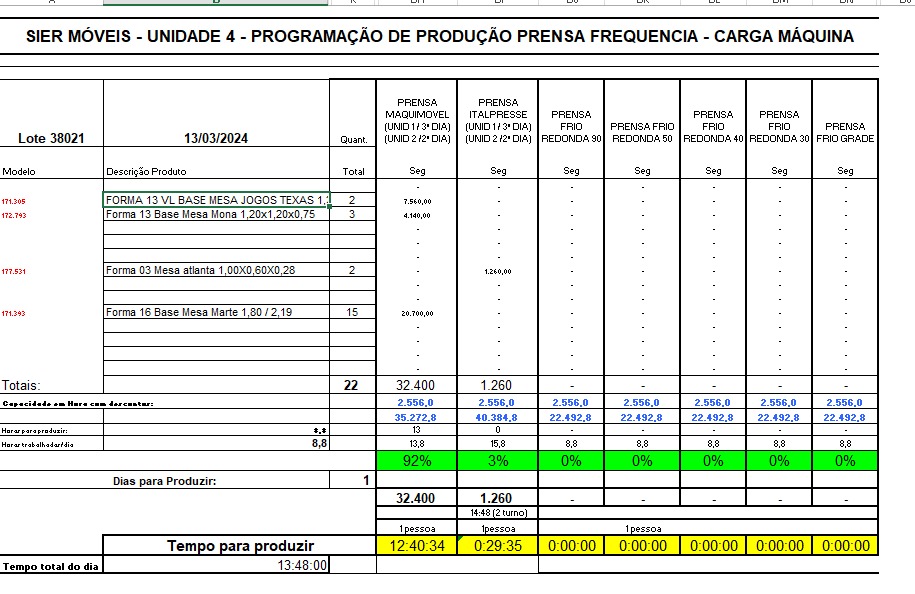 SIER MÓVEIS - UNIDADE 4 - PROGRAMAÇÃO DE PRODUÇÃO PRENSA FREQUENCIA - CARGA MÁQUINA
Lote 38021 13/03/2024 Quant. PRENSA MAQUIMOVEL (UNID 1 / 3ª DIA) (UNID 2 /2ª DIA) PRENSA ITALPRESSE (UNID 1 / 3ª DIA) (UNID 2 /2ª DIA) PRENSA FRIO REDONDA 90 PRENSA FRIO REDONDA 50 PRENSA FRIO REDONDA 40 PRENSA FRIO REDONDA 30 PRENSA FRIO GRADE
Modelo Descrição Produto Total Seg Seg Seg Seg Seg Seg Seg
- - - - - - -
171.305 FORMA 13 VL BASE MESA JOGOS TEXAS 2 7.560,00 - - - - - -
172.793 Forma 13 Base Mesa Mona 1,20x1,20x0,75 3 4.140,00 - - - - - -
- - - - - - -
- - - - - - -
- - - - - - -
177.531 Forma 03 Mesa atlanta 1,00X0,60X0,28 2 - 1.260,00 - - - - -
- - - - - - -
- - - - - - -
171.393 Forma 16 Base Mesa Marte 1,80 / 2,19 15 20.700,00 - - - - - -
- - - - - - -
- - - - - - -
- - - - - - -
- - - - - - -
Totais: 22 32.400 1.260 - - - - -
Capacidade em Hora com descontos: 2.556,0 2.556,0 2.556,0 2.556,0 2.556,0 2.556,0 2.556,0
35.272,8 40.384,8 22.492,8 22.492,8 22.492,8 22.492,8 22.492,8
Horas para produzir: 13 0 - - - - -
Horas trabalhadas/dia 8,8 13,8 15,8 8,8 8,8 8,8 8,8 8,8
92% 3% 0% 0% 0% 0% 0%
Dias para Produzir: 1
32.400 1.260 - - - - -
14:48 (2 turno)
1 pessoa 1 pessoa 1 pessoa
Tempo para produzir 12:40:34 0:29:35 0:00:00 0:00:00 0:00:00 0:00:00 0:00:00
Tempo total do dia 13:48:00